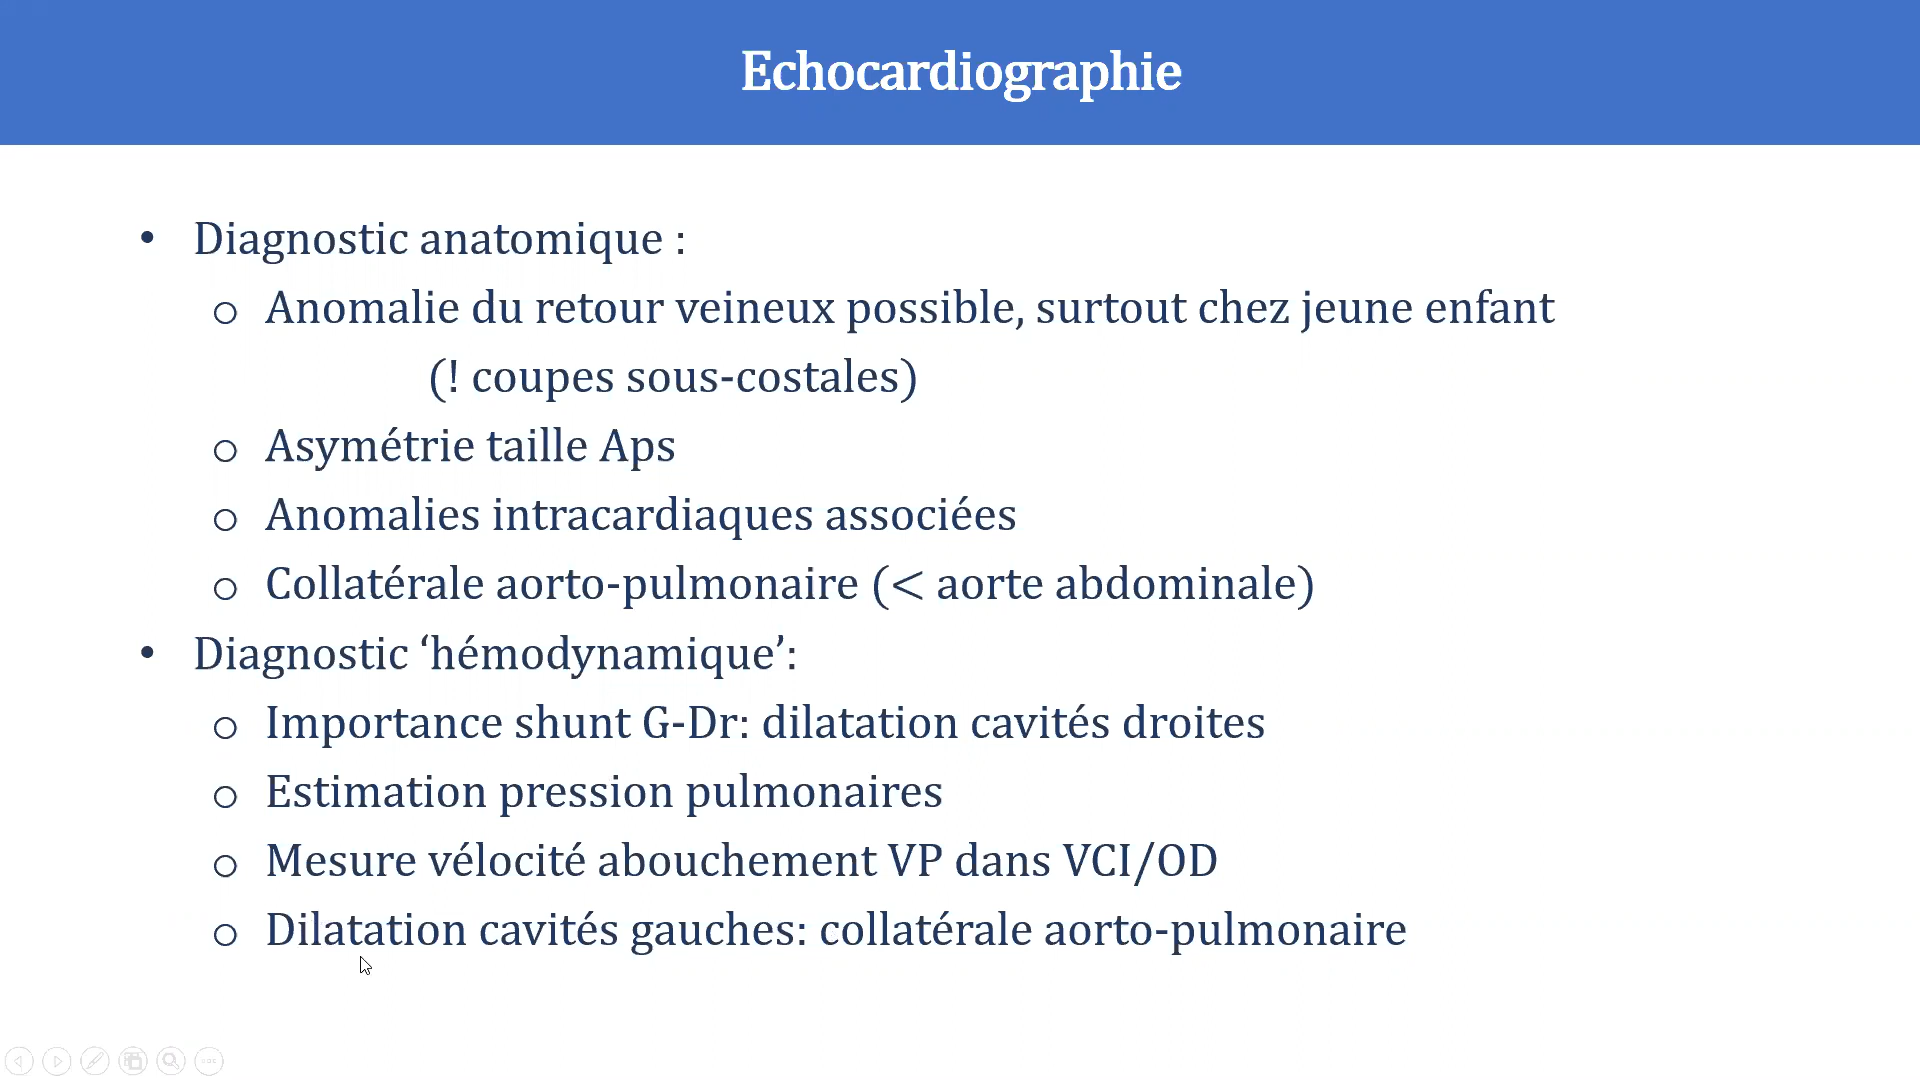 Echocardiographie
• Diagnostic anatomique :
o Anomalie du retour veineux possible, surtout chez jeune enfant
(! coupes sous-costales)
o Asymétrie taille Aps
o Anomalies intracardiaques associées
o Collatérale aorto-pulmonaire (< aorte abdominale)
• Diagnostic ‘hémodynamique’:
o Importance shunt G-Dr: dilatation cavités droites
o Estimation pression pulmonaires
o Mesure vélocité abouchement VP dans VCI/OD
o Dilatation cavités gauches: collatérale aorto-pulmonaire